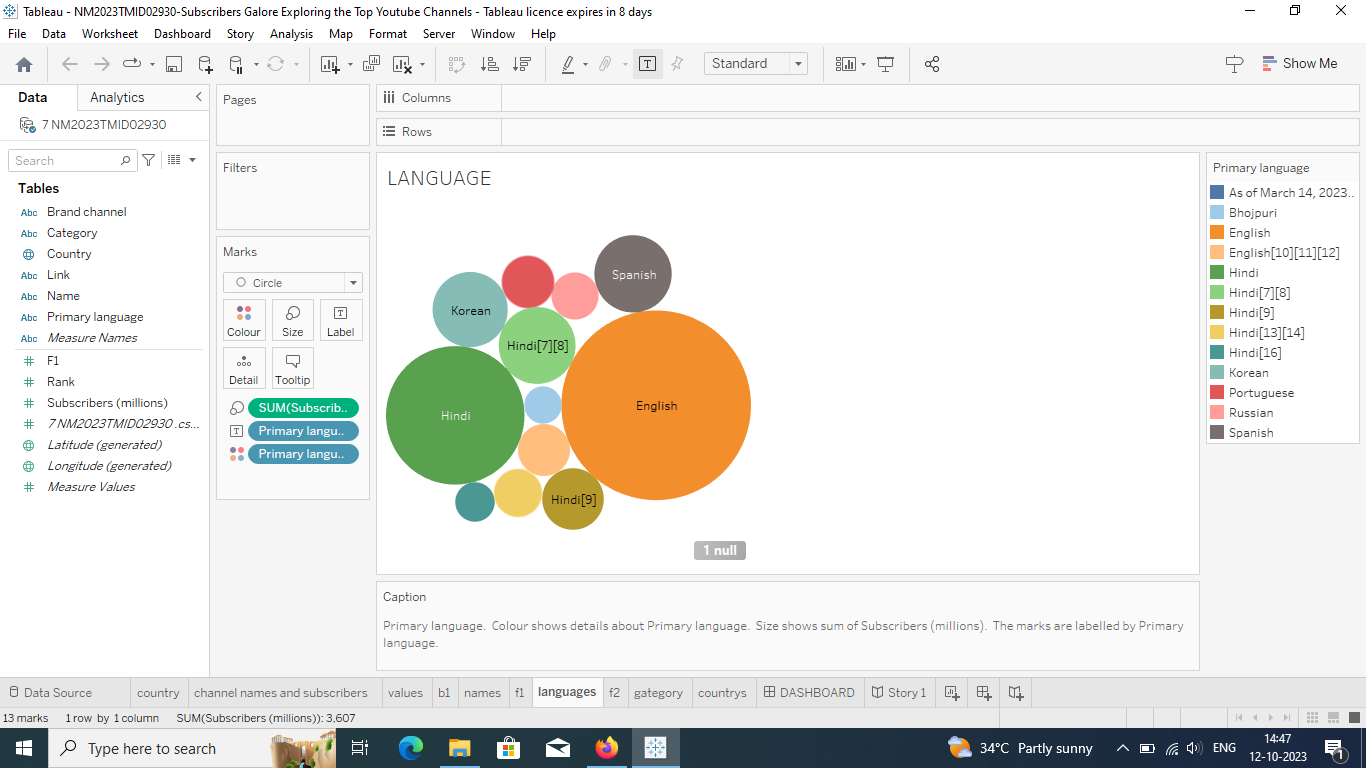 Tableau - NM2023TMID02930-Subscribers Galore Exploring the Top Youtube Channels - Tableau licence expires in 8 days
File Data Worksheet Dashboard Story Analysis Map Format Server Window Help
Standard
Show Me
Data Analytics
7 NM2023TMID02930
Search
Tables
Abc Brand channel
Abc Category
Country
Abc Link
Abc Name
Abc Primary language
Abc Measure Names
F1
Rank
Subscribers (millions)
7 NM2023TMID02930 .cs...
Latitude (generated)
Longitude (generated)
Measure Values
Pages
Filters
Marks
Circle
Colour Size Label
Detail Tooltip
SUM(Subscrib..
Primary langu..
Primary langu..
Columns
Rows
LANGUAGE
Spanish
Korean
Hindi[7][8]
English
Hindi
Hindi[9]
1 null
Caption
Primary language. Colour shows details about Primary language. Size shows sum of Subscribers (millions). The marks are labelled by Primary
language.
Primary language
As of March 14, 2023..
Bhojpuri
English
English[10][11][12]
Hindi
Hindi[7][8]
Hindi[9]
Hindi[13][14]
Hindi[16]
Korean
Portuguese
Russian
Spanish
Data Source country channel names and subscribers values b1 names f1 languages f2 gategory countrys DASHBOARD Story 1
13 marks 1 row by 1 column SUM(Subscribers (millions)): 3,607
Type here to search
34°C Partly sunny
ENG
14:47
12-10-2023
1